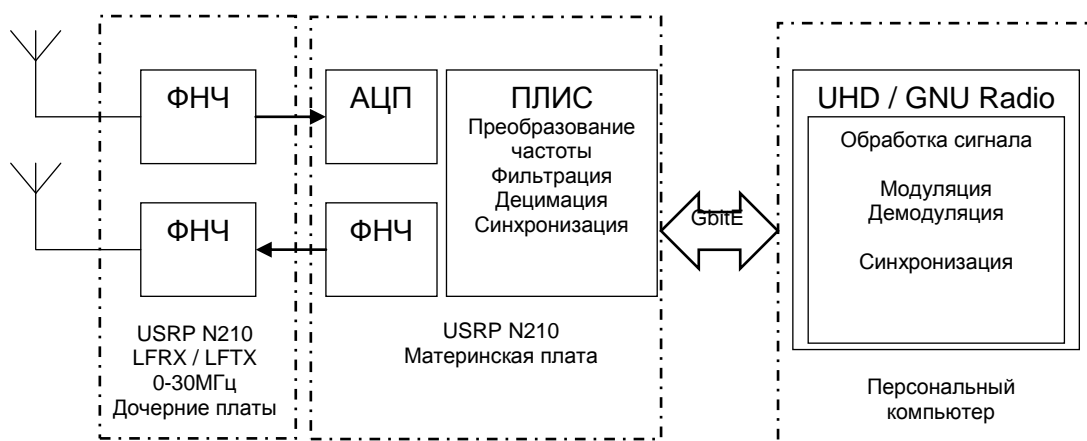 ФНЧ
АЦП
ПЛИС
Преобразование
частоты
Фильтрация
Децимация
Синхронизация
ФНЧ
ФНЧ
USRP N210
LFRX / LFTX
0-30МГц
Дочерние платы
USRP N210
Материнская плата
GbitE
UHD / GNU Radio
Обработка сигнала
Модуляция
Демодуляция
Синхронизация
Персональный
компьютер